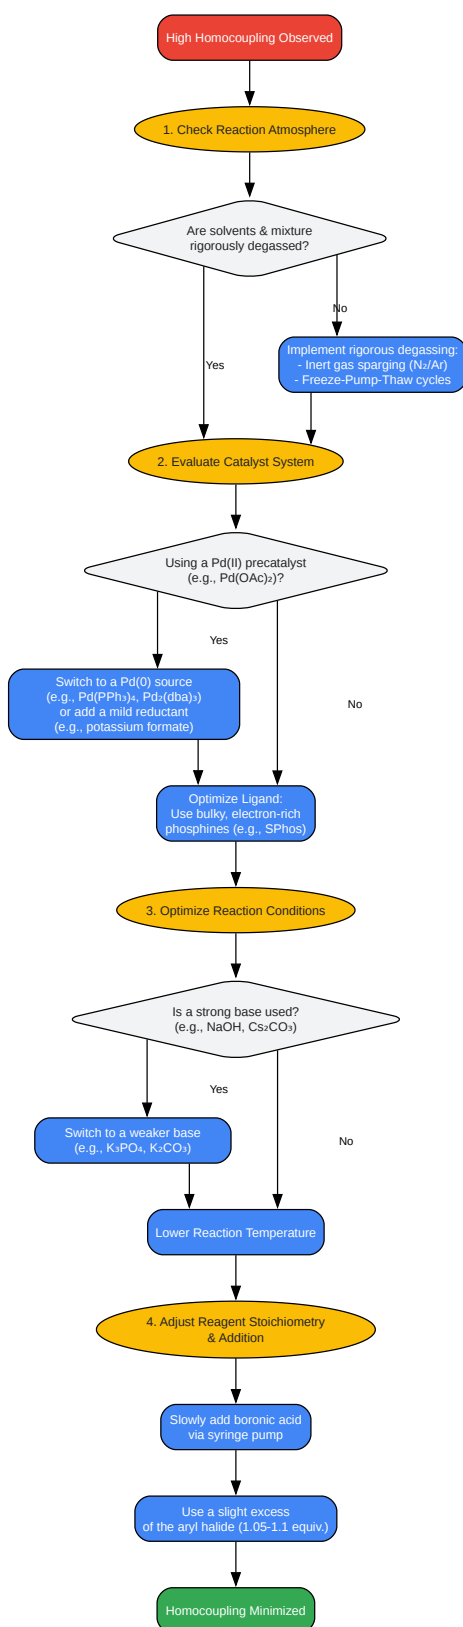 High Homocoupling Observed
1. Check Reaction Atmosphere
Are solvents & mixture
rigorously degassed?
No
Yes
Implement rigorous degassing:
- Inert gas sparging (N₂/Ar)
- Freeze-Pump-Thaw cycles
2. Evaluate Catalyst System
Using a Pd(II) precatalyst
(e.g., Pd(OAc)₂)?
Yes
Switch to a Pd(0) source
(e.g., Pd(PPh₃)₄, Pd₂(dba)₃)
or add a mild reductant
(e.g., potassium formate)
No
Optimize Ligand:
Use bulky, electron-rich
phosphines (e.g., SPhos)
3. Optimize Reaction Conditions
Is a strong base used?
(e.g., NaOH, Cs₂CO₃)
Yes
Switch to a weaker base
(e.g., K₃PO₄, K₂CO₃)
No
Lower Reaction Temperature
4. Adjust Reagent Stoichiometry
& Addition
Slowly add boronic acid
via syringe pump
Use a slight excess
of the aryl halide (1.05-1.1 equiv.)
Homocoupling Minimized